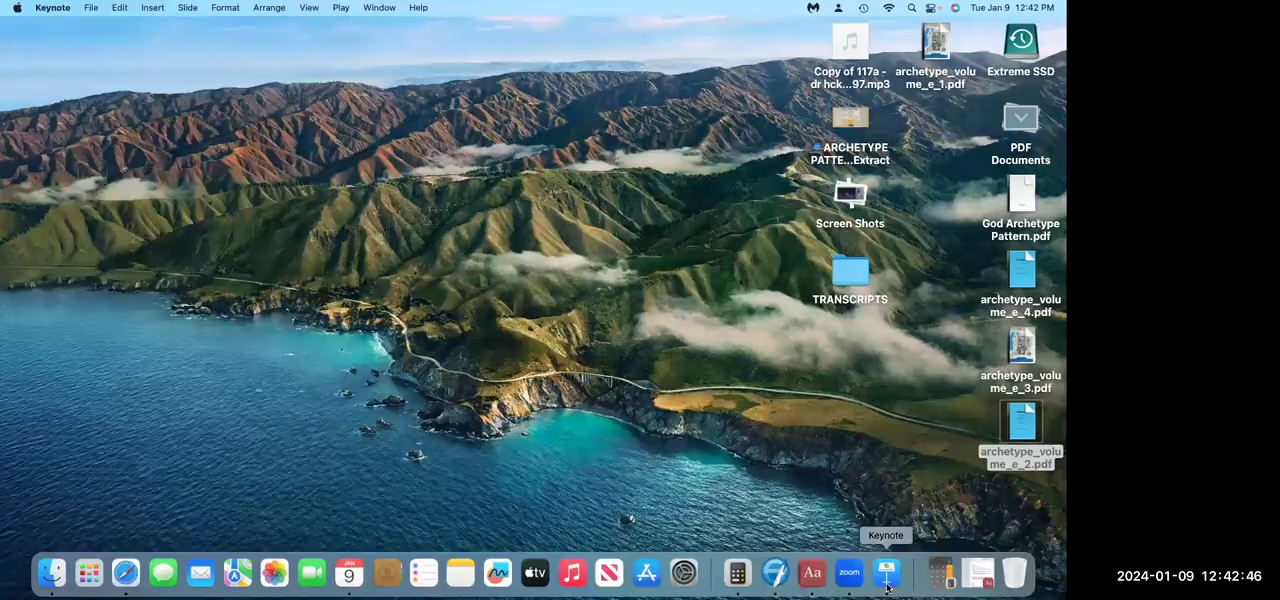 Keynote File Edit Insert Slide Format Arrange View Play Window Help Tue Jan 9 12:42 PM
Copy of 117a -
dr hck...97.mp3
archetype_volu
me_e_1.pdf
Extreme SSD
ARCHETYPE
PATTE...Extract
PDF
Documents
Screen Shots
God Archetype
Pattern.pdf
TRANSCRIPTS
archetype_volu
me_e_4.pdf
archetype_volu
me_e_3.pdf
archetype_volu
me_e_2.pdf
Keynote
JAN
9
tv
Aa
zoom
2024-01-09 12:42:46